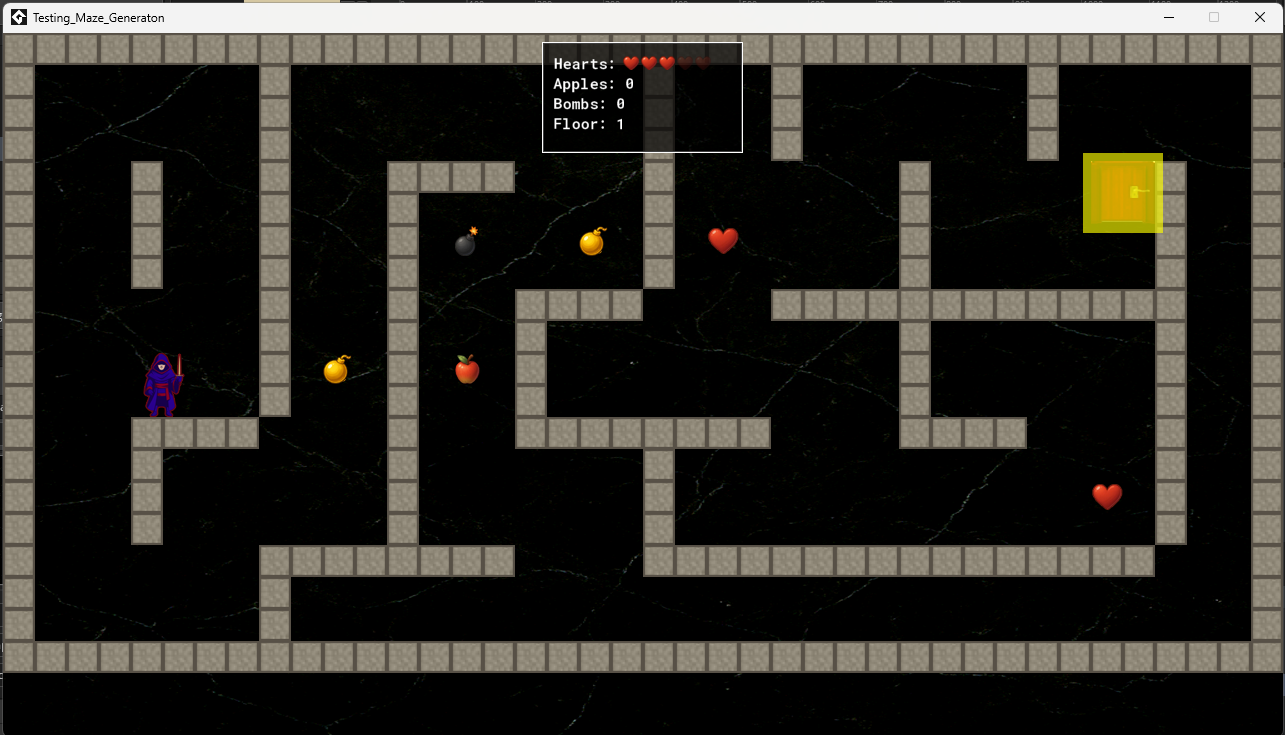 Testing_Maze_Generaton
Hearts: ❤❤❤
Apples: 0
Bombs: 0
Floor: 1